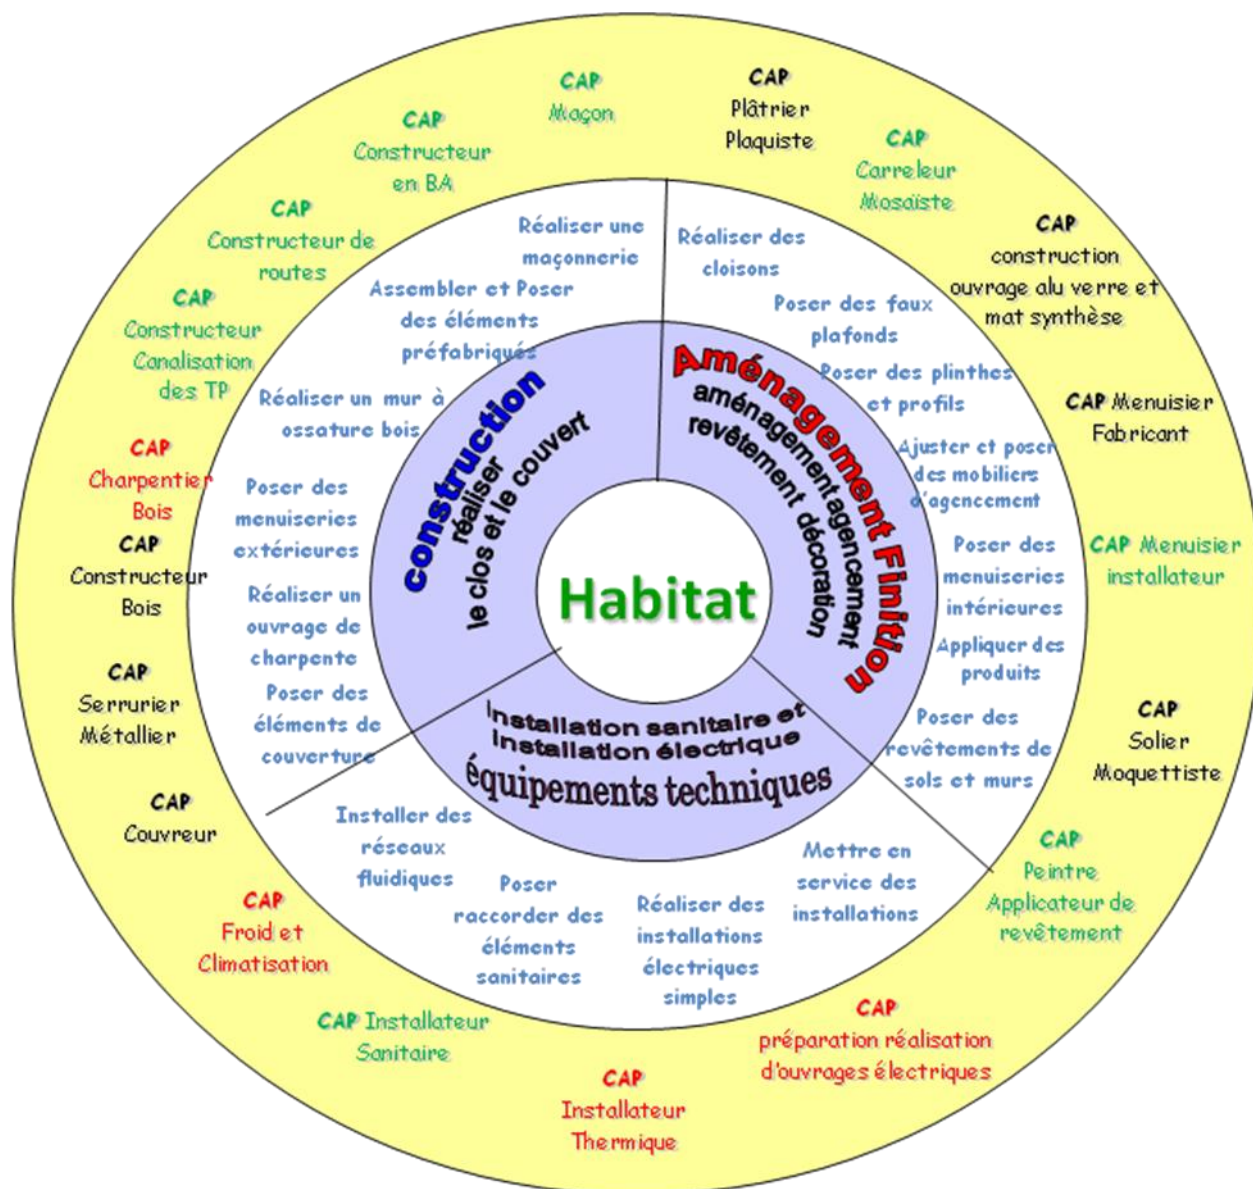 CAP
Maçon
CAP
Plâtrier
Plaquiste
CAP
Carreleur
Mosaïste
CAP
construction
ouvrage alu verre et
mat synthèse
CAP Menuisier
Fabricant
CAP Menuisier
installateur
CAP
Solier
Moquettiste
CAP
Peintre
Applicateur de
revêtement
CAP
préparation réalisation
d'ouvrages électriques
CAP
Installateur
Thermique
CAP Installateur
Sanitaire
CAP
Froid et
Climatisation
CAP
Couvreur
CAP
Serrurier
Métallier
CAP
Constructeur
Bois
CAP
Charpentier
Bois
CAP
Constructeur
Canalisation
des TP
CAP
Constructeur de
routes
CAP
Constructeur
en BA
Réaliser une
maçonnerie
Assembler et Poser
des éléments
préfabriqués
Réaliser un mur à
ossature bois
Poser des
menuiseries
extérieures
Réaliser un
ouvrage de
charpente
Poser des
éléments de
couverture
Réaliser des
cloisons
Poser des faux
plafonds
Poser des plinthes
et profils
Ajuster et poser
des mobiliers
d'agencement
Poser des
menuiseries
intérieures
Appliquer des
produits
Poser des
revêtements de
sols et murs
Installer des
réseaux
fluidiques
Poser
raccorder des
éléments
sanitaires
Réaliser des
installations
électriques
simples
Mettre en
service des
installations
construction
réaliser
le clos et le couvert
Aménagement Finition
aménagement agencement
revêtement décoration
installation sanitaire et
installation électrique
équipements techniques
Habitat